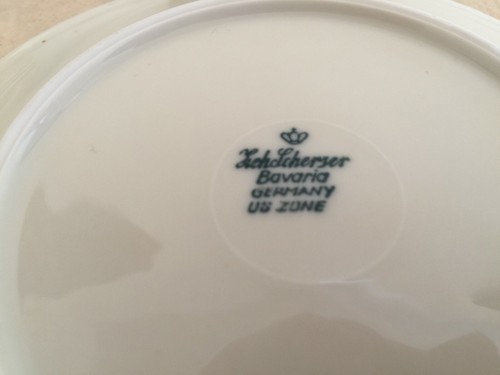 Zeh Scherzer
Bavaria
GERMANY
US ZONE